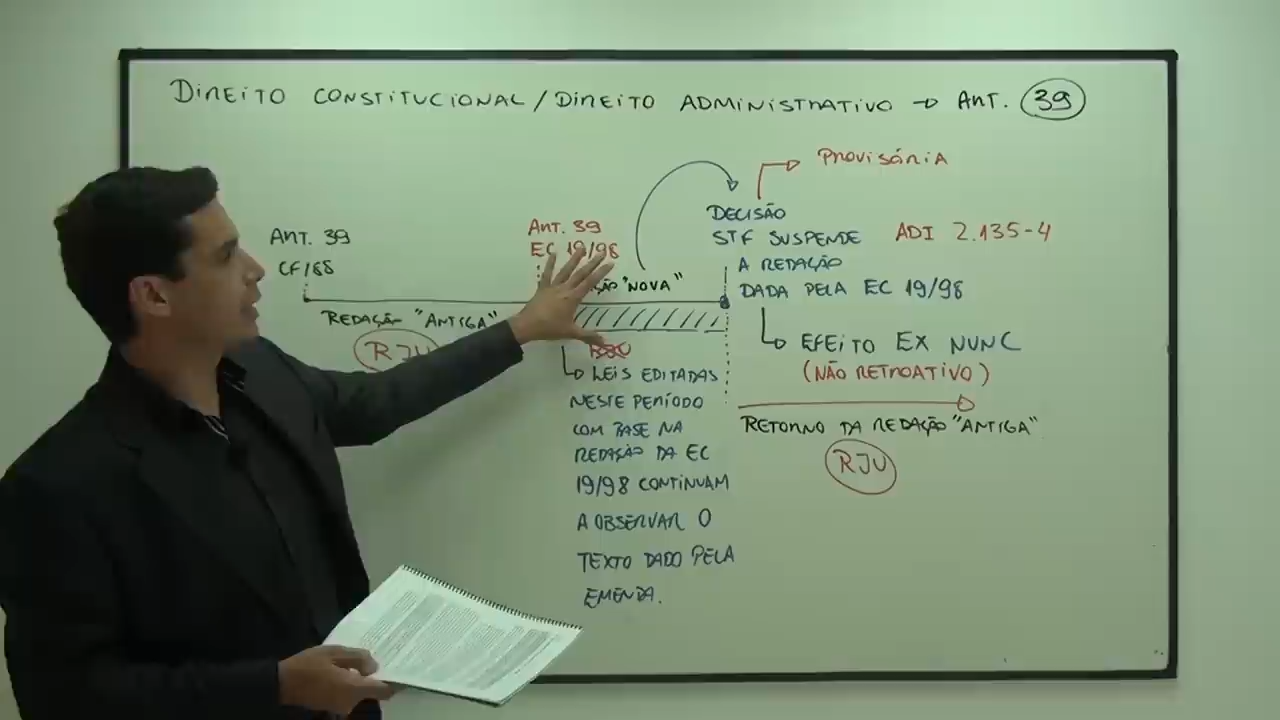 DIREITO CONSTITUCIONAL / DIREITO ADMINISTRATIVO → ART. 39
ART. 39
CF/88
REDAÇÃO "ANTIGA"
RJU
ART. 39
EC 19/98
"NOVA"
RJU
LEIS EDITADAS
NESTE PERÍODO
COM BASE NA
REDAÇÃO DA EC
19/98 CONTINUAM
A OBSERVAR O
TEXTO DADO PELA
EMENDA.
PROVISÓRIA
DECISÃO
STF SUSPENDE ADI 2.135-4
A REDAÇÃO
DADA PELA EC 19/98
EFEITO EX NUNC
(NÃO RETROATIVO)
RETORNO DA REDAÇÃO "ANTIGA"
RJU